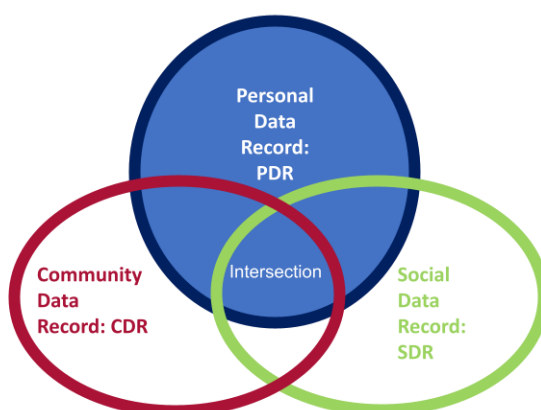 Personal
Data
Record:
PDR
Community
Data
Record: CDR
Intersection
Social
Data
Record:
SDR